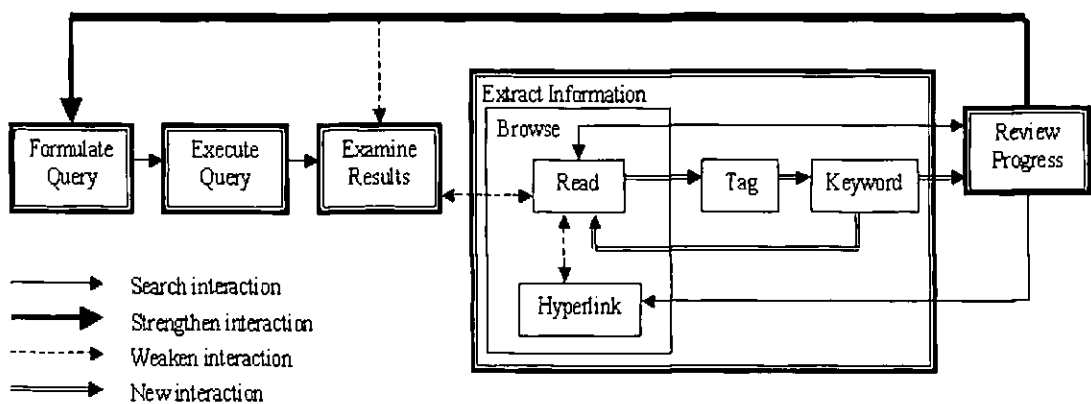 Extract Information
Browse
Formulate
Query
Execute
Query
Examine
Results
Read
Tag
Keyword
Review
Progress
Hyperlink
Search interaction
Strengthen interaction
Weaken interaction
New interaction